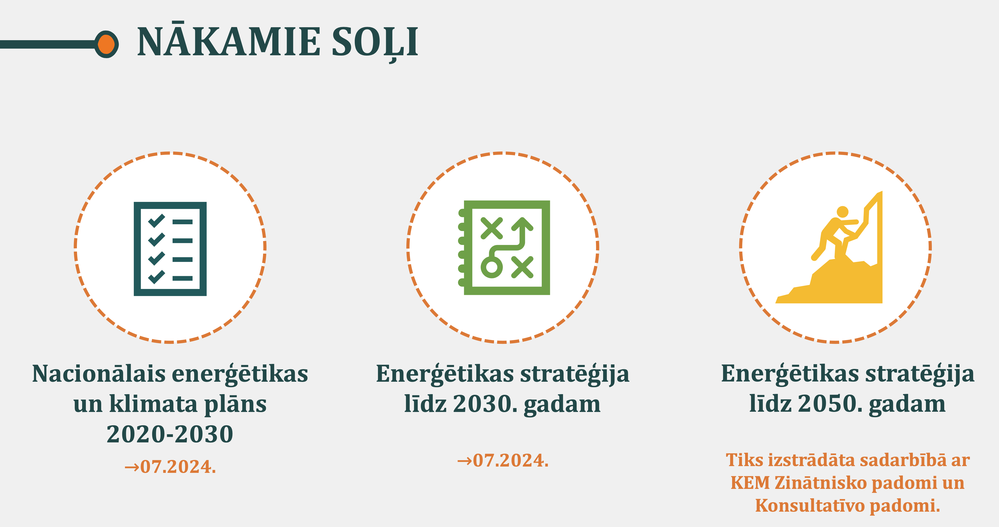 NĀKAMIE SOĻI
Nacionālais enerģētikas
un klimata plāns
2020-2030
→07.2024.
Enerģētikas stratēģija
līdz 2030. gadam
→07.2024.
Enerģētikas stratēģija
līdz 2050. gadam
Tiks izstrādāta sadarbībā ar
KEM Zinātnisko padomi un
Konsultatīvo padomi.